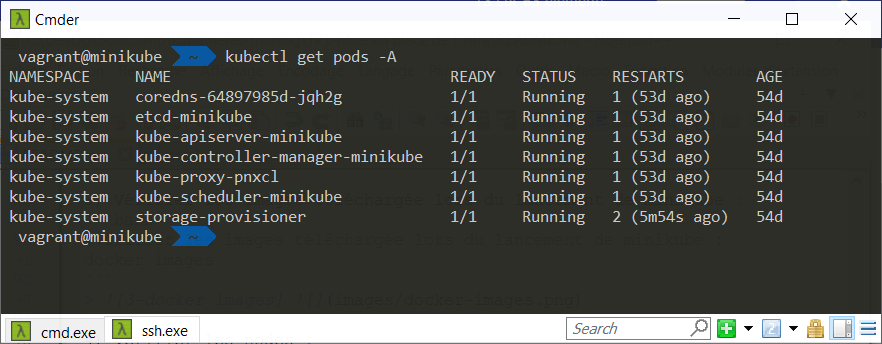 Cmder
vagrant@minikube ~ kubectl get pods -A
NAMESPACE NAME READY STATUS RESTARTS AGE
kube-system coredns-64897985d-jqh2g 1/1 Running 1 (53d ago) 54d
kube-system etcd-minikube 1/1 Running 1 (53d ago) 54d
kube-system kube-apiserver-minikube 1/1 Running 1 (53d ago) 54d
kube-system kube-controller-manager-minikube 1/1 Running 1 (53d ago) 54d
kube-system kube-proxy-pnxcl 1/1 Running 1 (53d ago) 54d
kube-system kube-scheduler-minikube 1/1 Running 1 (53d ago) 54d
kube-system storage-provisioner 1/1 Running 2 (5m54s ago) 54d
vagrant@minikube ~
cmd.exe ssh.exe Search